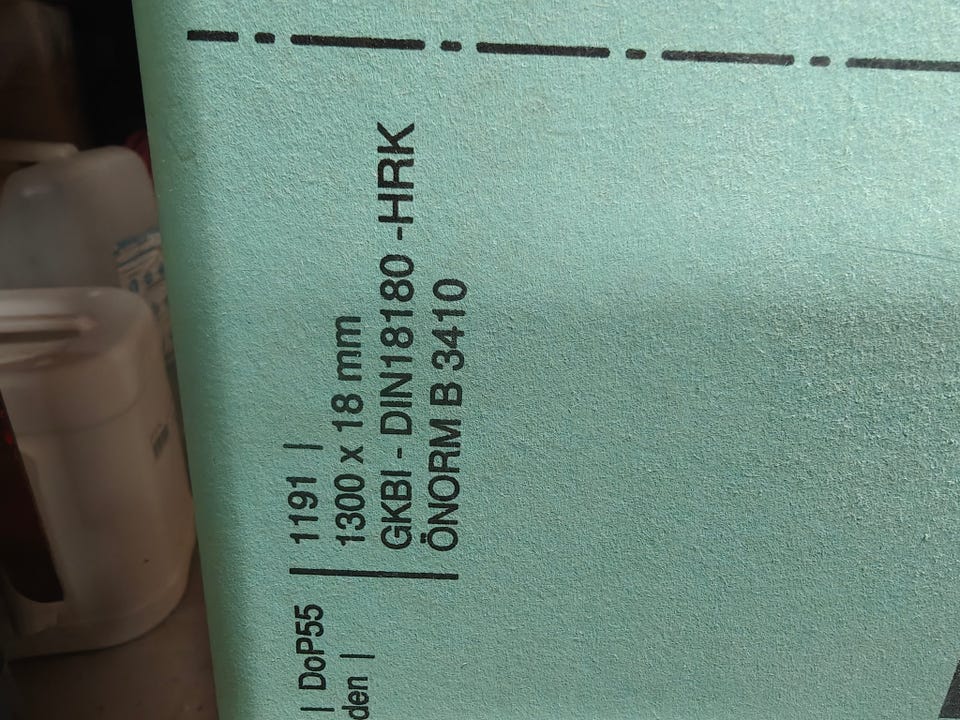 | DoP55 | 1191 |
den | 1300 x 18 mm
GKBI - DIN18180 -HRK
ÖNORM B 3410